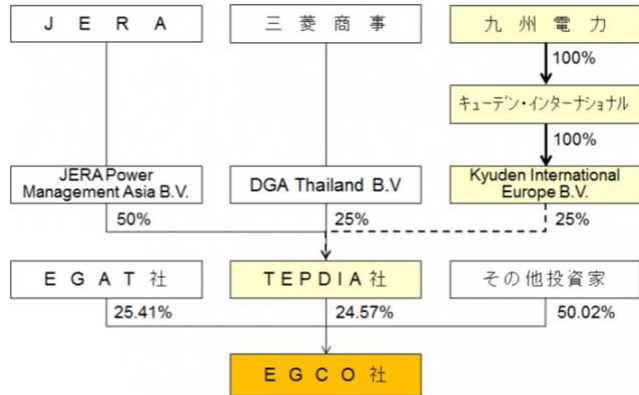 JERA
三菱商事
九州電力
100%
キューデン・インターナショナル
100%
JERA Power
Management Asia B.V.
DGA Thailand B.V
Kyuden International
Europe B.V.
50%
25%
25%
EGAT社
TEPDIA社
その他投資家
25.41%
24.57%
50.02%
EGCO社